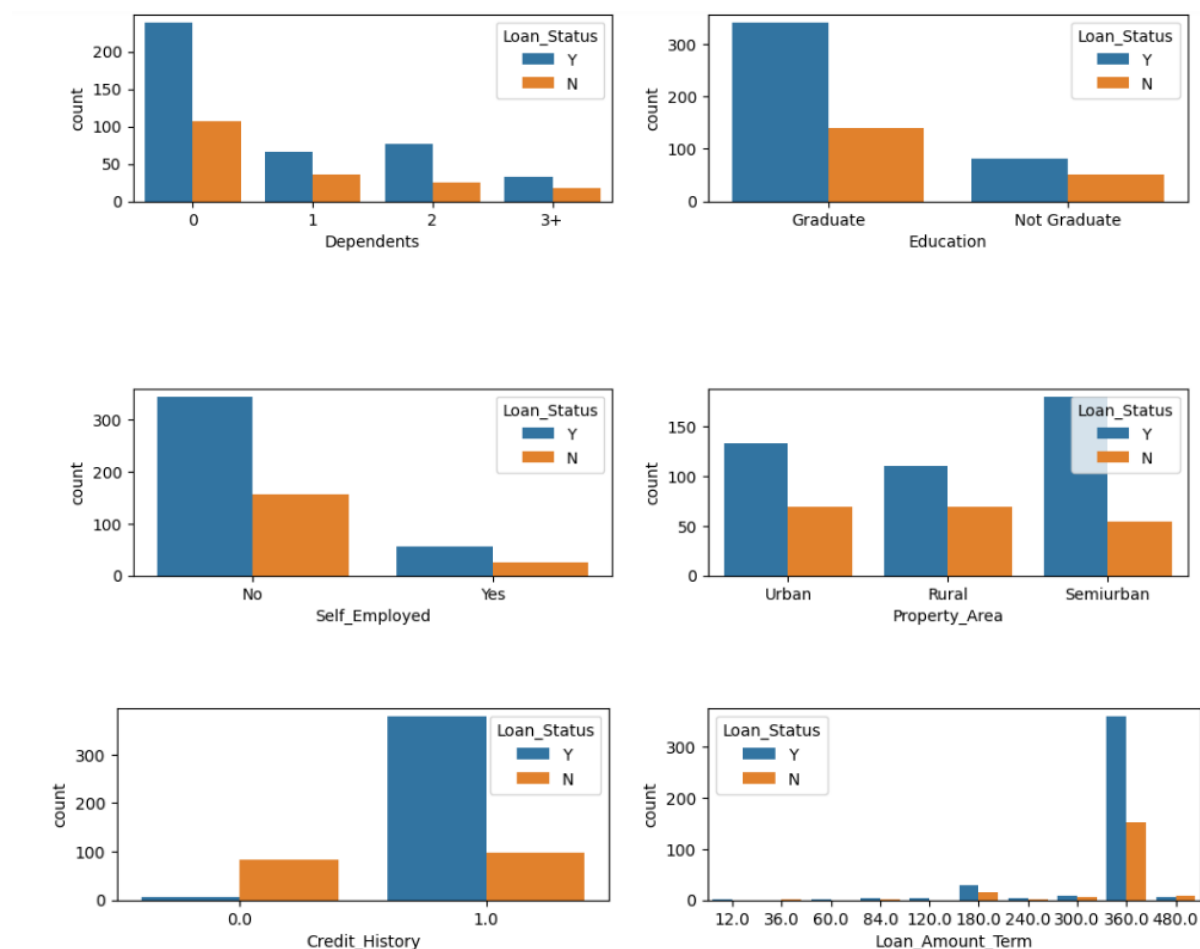 Loan_Status
Y
N
200
150
100
50
0
count
0 1 2 3+
Dependents
Loan_Status
Y
N
300
200
100
0
count
Graduate Not Graduate
Education
Loan_Status
Y
N
300
200
100
0
count
No Yes
Self_Employed
Loan_Status
Y
N
150
100
50
0
count
Urban Rural Semiurban
Property_Area
Loan_Status
Y
N
300
200
100
0
count
0.0 1.0
Credit_History
Loan_Status
Y
N
300
200
100
0
count
12.0 36.0 60.0 84.0 120.0 180.0 240.0 300.0 360.0 480.0
Loan_Amount_Term